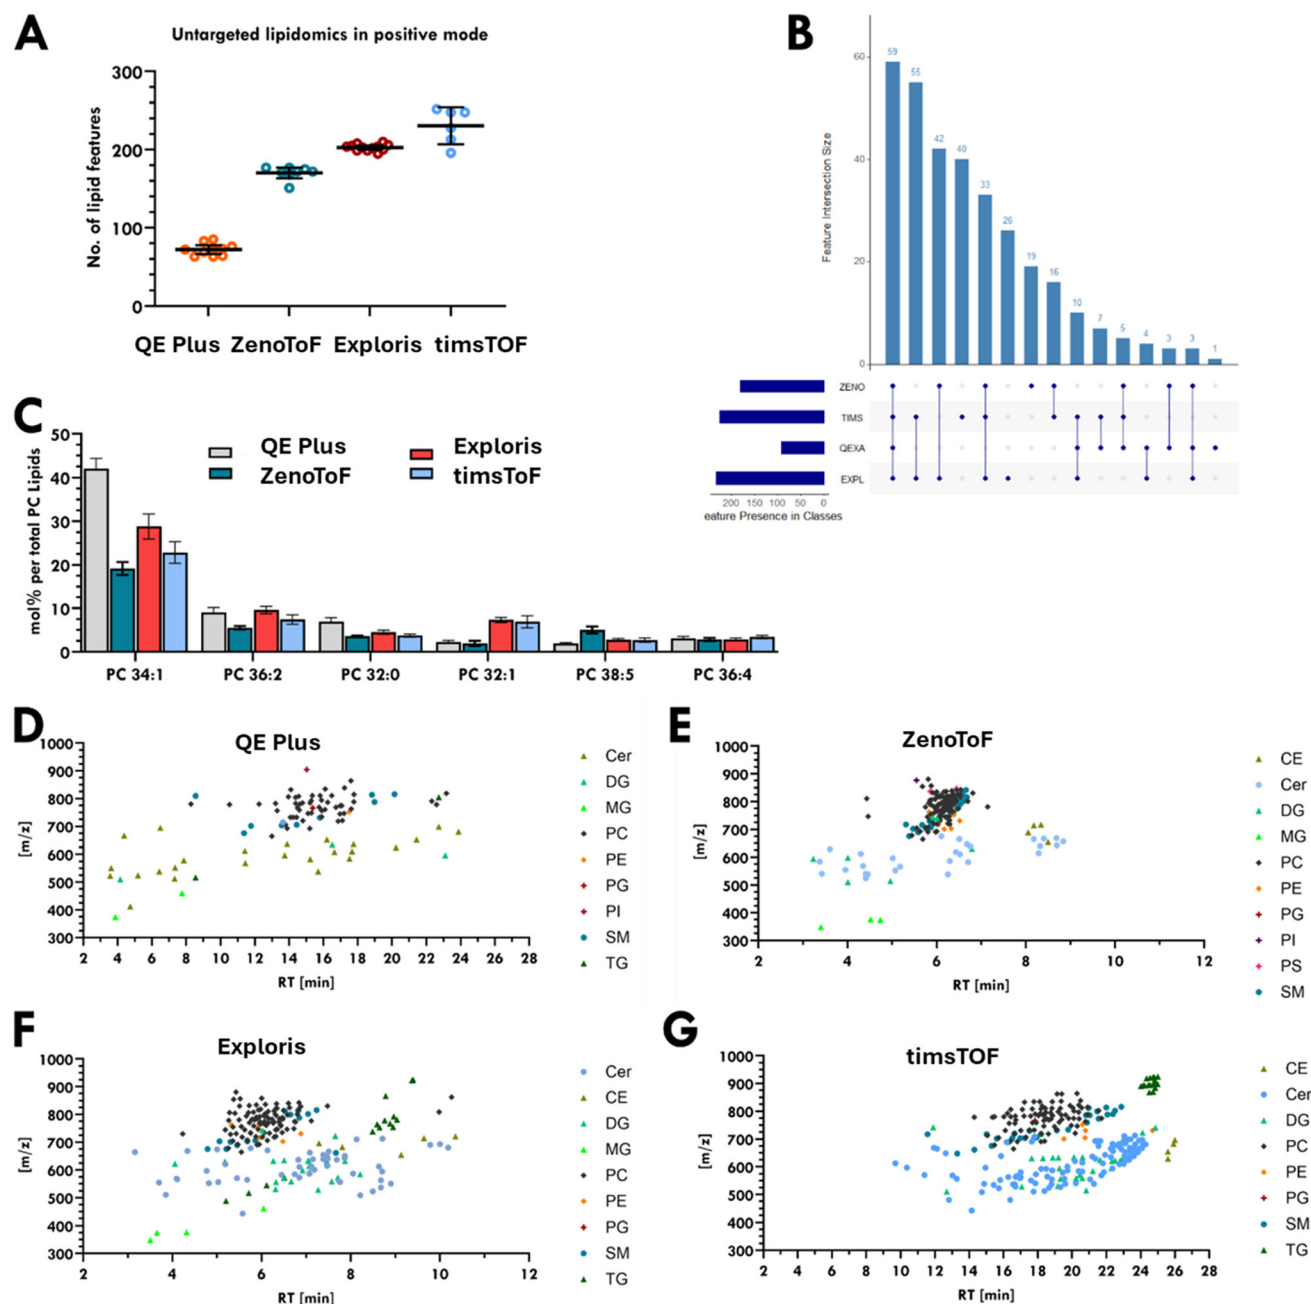 A
Untargeted lipidomics in positive mode
No. of lipid features
300
200
100
0
QE Plus ZenoToF Exploris timsTOF
B
Feature Intersection Size
60
40
20
0
59
55
42
40
33
26
19
16
10
7
5
4
3
3
1
ZENO
TIMS
QEXA
EXPL
200 150 100 50 0
eature Presence in Classes
C
mol% per total PC Lipids
50
40
30
20
10
0
QE Plus
ZenoToF
Exploris
timsToF
PC 34:1 PC 36:2 PC 32:0 PC 32:1 PC 38:5 PC 36:4
D
QE Plus
[m/z]
1000
900
800
700
600
500
400
300
2 4 6 8 10 12 14 16 18 20 22 24 26 28
RT [min]
Cer
DG
MG
PC
PE
PG
PI
SM
TG
E
ZenoToF
[m/z]
1000
900
800
700
600
500
400
300
2 4 6 8 10 12
RT [min]
CE
Cer
DG
MG
PC
PE
PG
PI
PS
SM
F
Exploris
[m/z]
1000
900
800
700
600
500
400
300
2 4 6 8 10 12
RT [min]
Cer
CE
DG
MG
PC
PE
PG
SM
TG
G
timsTOF
[m/z]
1000
900
800
700
600
500
400
300
2 4 6 8 10 12 14 16 18 20 22 24 26 28
RT [min]
CE
Cer
DG
PC
PE
PG
SM
TG